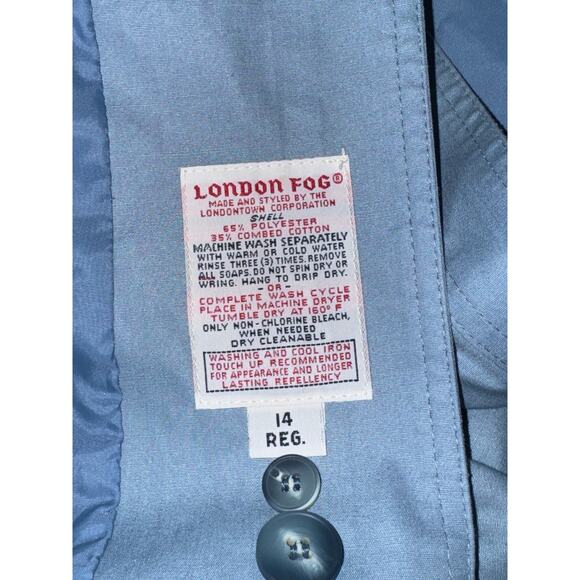 LONDON FOG®
MADE AND STYLED BY THE
LONDONTOWN CORPORATION
SHELL
65% POLYESTER
35% COMBED COTTON
MACHINE WASH SEPARATELY
WITH WARM OR COLD WATER
RINSE THREE (3) TIMES. REMOVE
ALL SOAPS. DO NOT SPIN DRY OR
WRING. HANG TO DRIP DRY.
-OR-
COMPLETE WASH CYCLE
PLACE IN MACHINE DRYER
TUMBLE DRY AT 160° F
ONLY NON-CHLORINE BLEACH,
WHEN NEEDED
DRY CLEANABLE
WASHING AND COOL IRON
TOUCH UP RECOMMENDED
FOR APPEARANCE AND LONGER
LASTING REPELLENCY
14
REG.